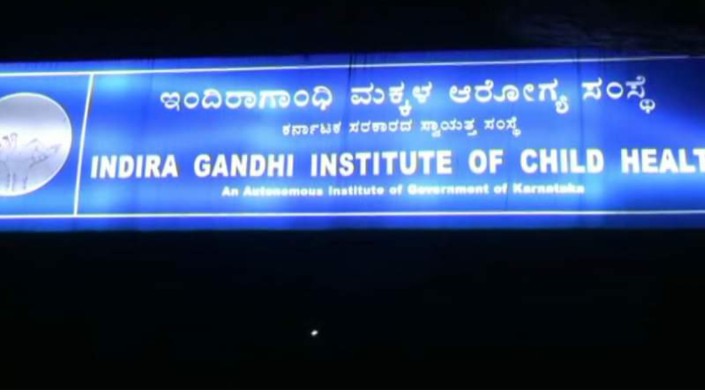 ಇಂದಿರಾಗಾಂಧಿ ಮಕ್ಕಳ ಆರೋಗ್ಯ ಸಂಸ್ಥೆ
ಕರ್ನಾಟಕ ಸರಕಾರದ ಸ್ವಾಯತ್ತ ಸಂಸ್ಥೆ
INDIRA GANDHI INSTITUTE OF CHILD HEALT
An Autonomous Institute of Government of Karnataka